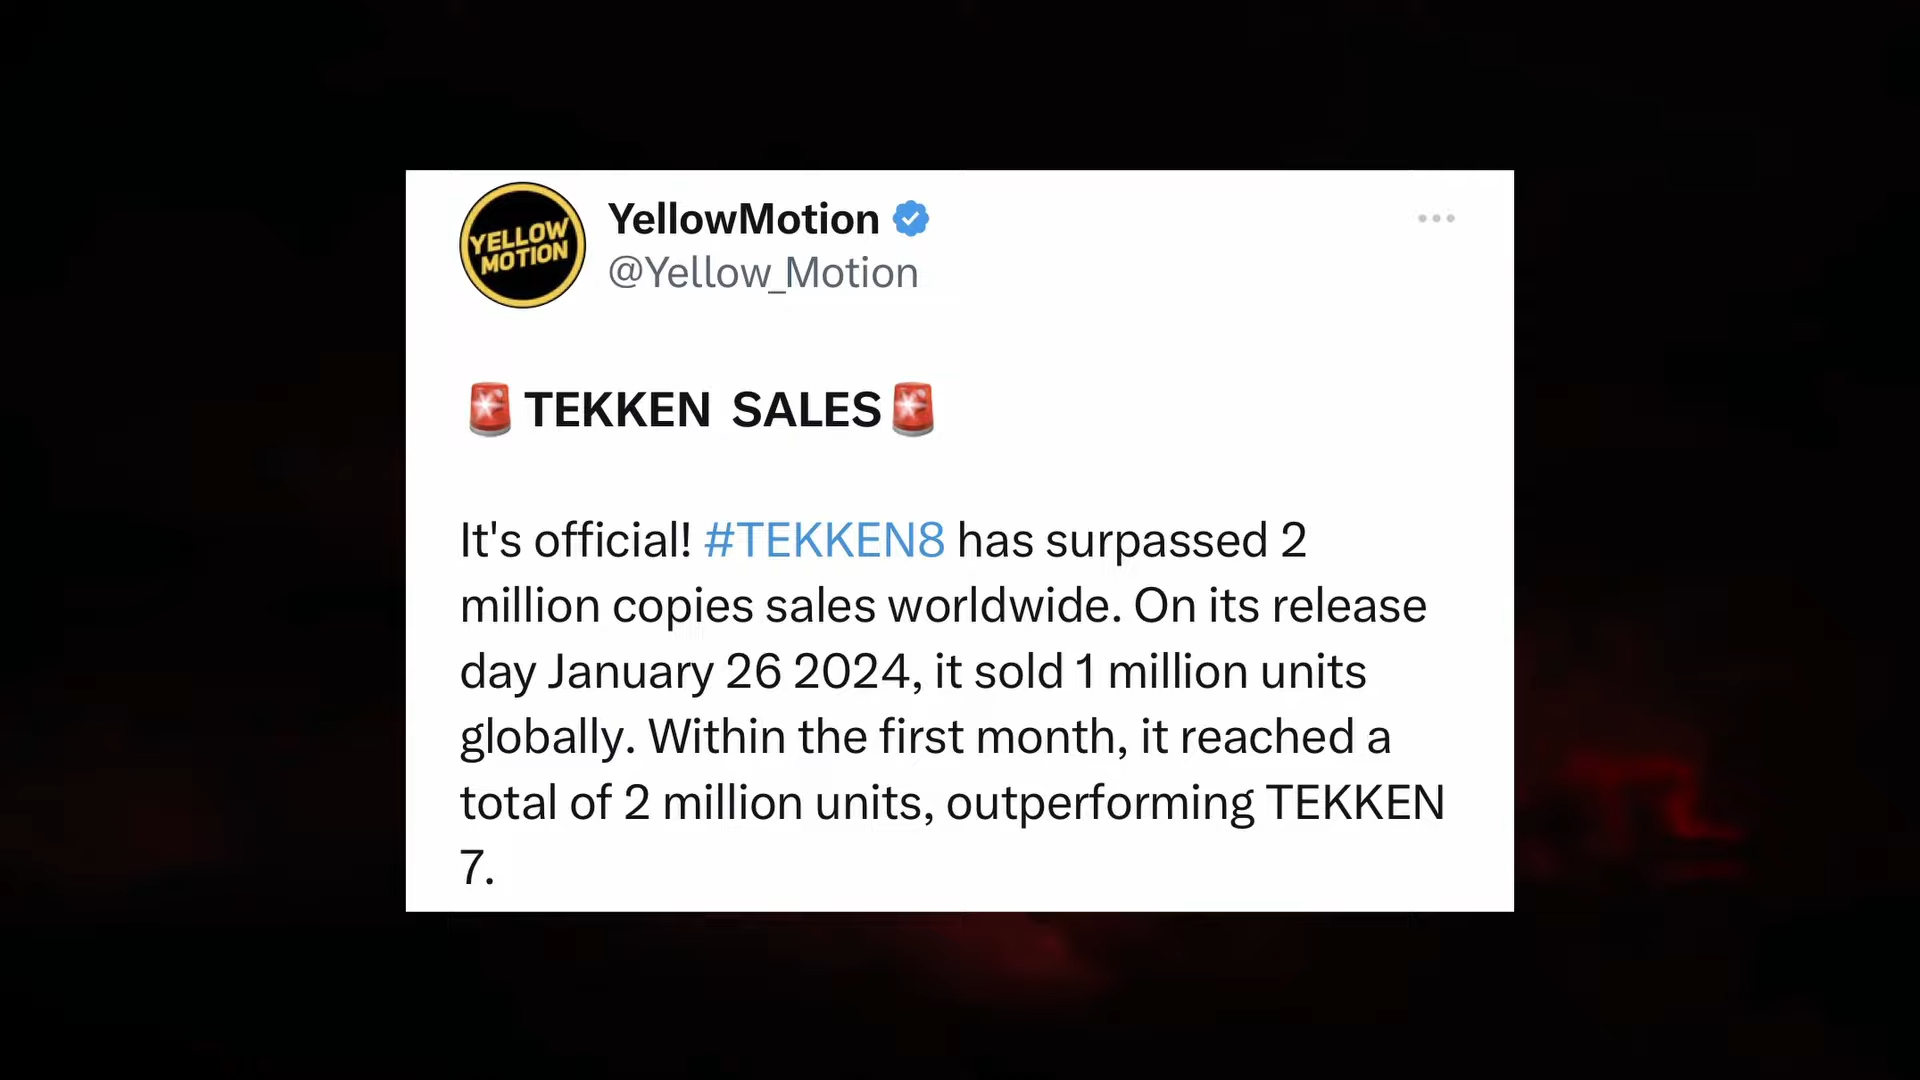 YELLOW
MOTION
YellowMotion
@Yellow_Motion
🚨TEKKEN SALES🚨
It's official! #TEKKEN8 has surpassed 2
million copies sales worldwide. On its release
day January 26 2024, it sold 1 million units
globally. Within the first month, it reached a
total of 2 million units, outperforming TEKKEN
7.